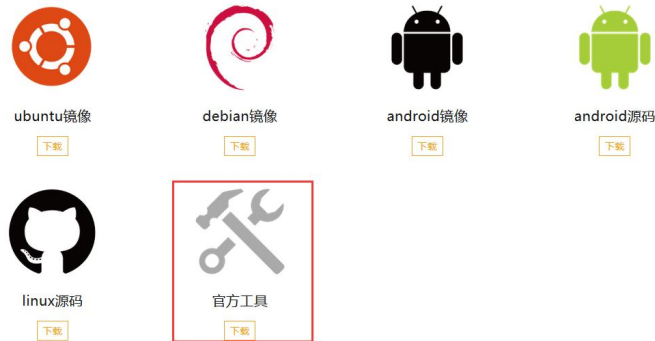 ubuntu镜像
debian镜像
android镜像
android源码
下载
下载
下载
下载
linux源码
官方工具
下载
下载